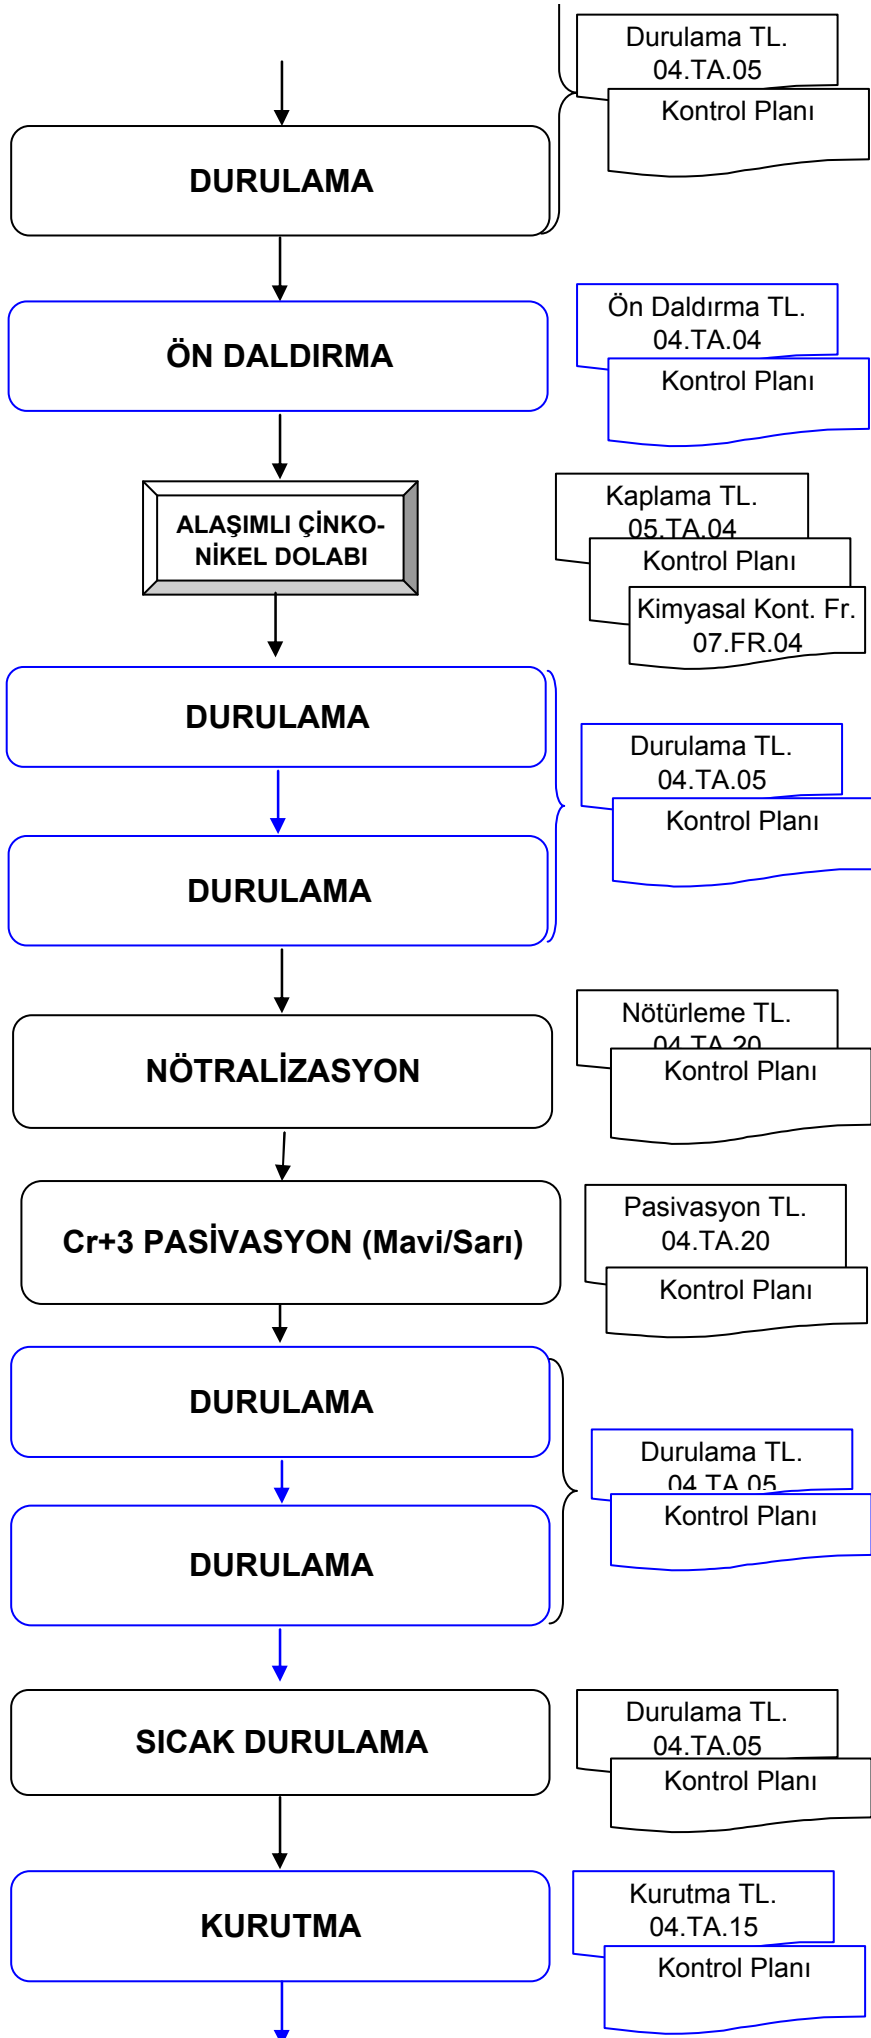 Durulama TL.
04.TA.05
Kontrol Planı
DURULAMA
Ön Daldırma TL.
04.TA.04
Kontrol Planı
ÖN DALDIRMA
Kaplama TL.
05.TA.04
Kontrol Planı
Kimyasal Kont. Fr.
07.FR.04
ALAŞIMLI ÇİNKO-
NİKEL DOLABI
DURULAMA
Durulama TL.
04.TA.05
Kontrol Planı
DURULAMA
Nötürleme TL.
04.TA.20
Kontrol Planı
NÖTRALİZASYON
Pasivasyon TL.
04.TA.20
Kontrol Planı
Cr+3 PASİVASYON (Mavi/Sarı)
DURULAMA
Durulama TL.
04.TA.05
Kontrol Planı
DURULAMA
Durulama TL.
04.TA.05
Kontrol Planı
SICAK DURULAMA
Kurutma TL.
04.TA.15
Kontrol Planı
KURUTMA